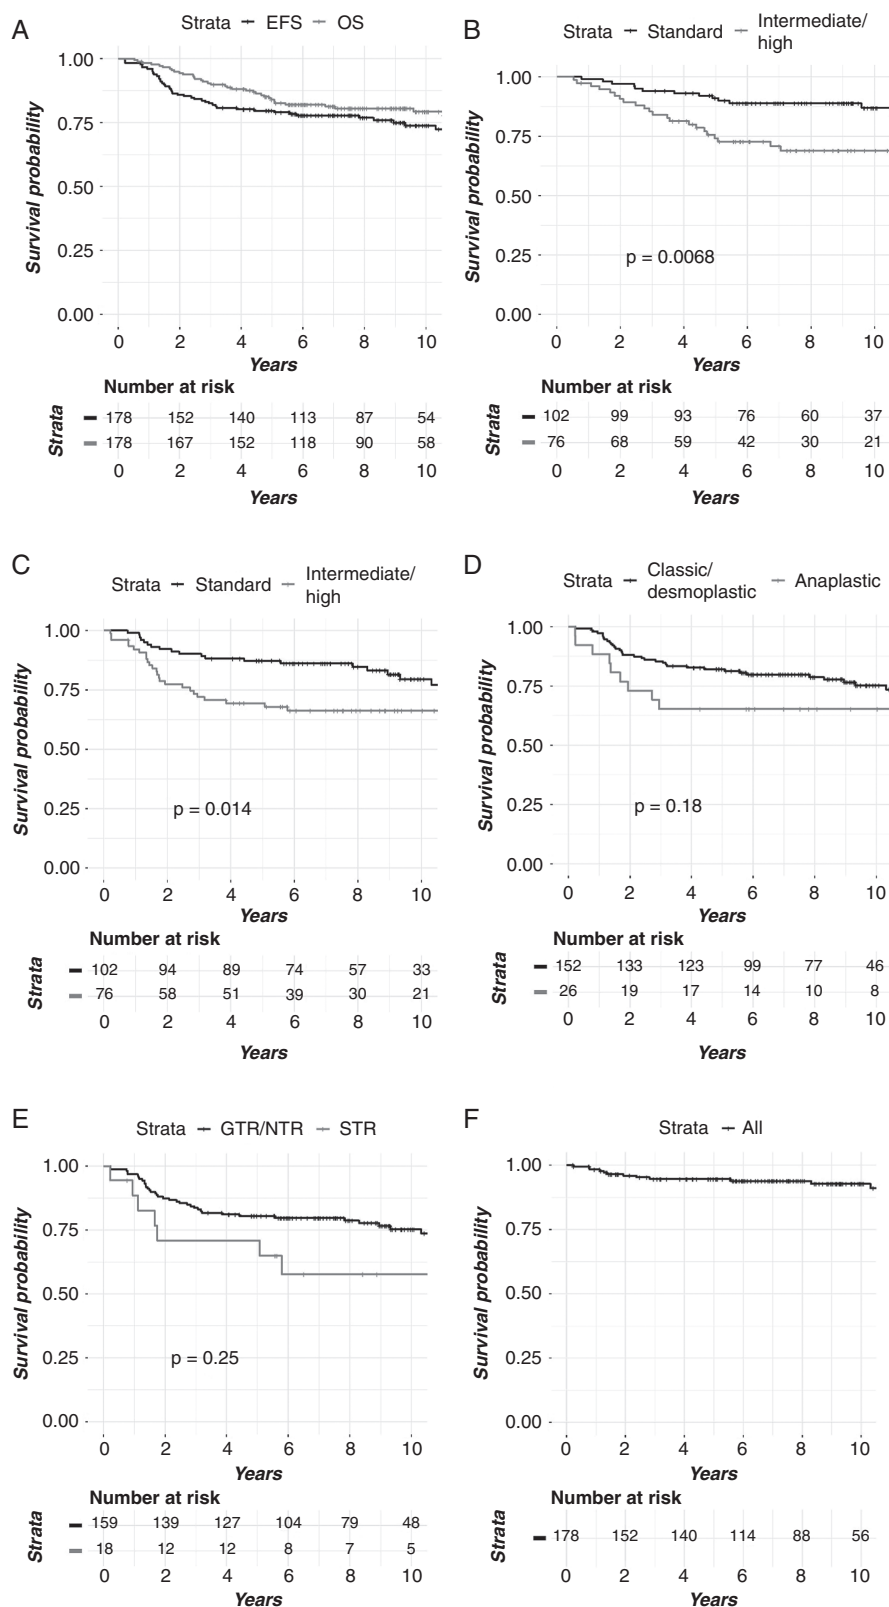 A
Strata EFS OS
Survival probability
1.00
0.75
0.50
0.25
0.00
0 2 4 6 8 10
Years
Number at risk
Strata
178 152 140 113 87 54
178 167 152 118 90 58
0 2 4 6 8 10
Years
B
Strata Standard Intermediate/
high
Survival probability
1.00
0.75
0.50
0.25
0.00
p = 0.0068
0 2 4 6 8 10
Years
Number at risk
Strata
102 99 93 76 60 37
76 68 59 42 30 21
0 2 4 6 8 10
Years
C
Strata Standard Intermediate/
high
Survival probability
1.00
0.75
0.50
0.25
0.00
p = 0.014
0 2 4 6 8 10
Years
Number at risk
Strata
102 94 89 74 57 33
76 58 51 39 30 21
0 2 4 6 8 10
Years
D
Strata Classic/
desmoplastic Anaplastic
Survival probability
1.00
0.75
0.50
0.25
0.00
p = 0.18
0 2 4 6 8 10
Years
Number at risk
Strata
152 133 123 99 77 46
26 19 17 14 10 8
0 2 4 6 8 10
Years
E
Strata GTR/NTR STR
Survival probability
1.00
0.75
0.50
0.25
0.00
p = 0.25
0 2 4 6 8 10
Years
Number at risk
Strata
159 139 127 104 79 48
18 12 12 8 7 5
0 2 4 6 8 10
Years
F
Strata All
Survival probability
1.00
0.75
0.50
0.25
0.00
0 2 4 6 8 10
Years
Number at risk
Strata
178 152 140 114 88 56
0 2 4 6 8 10
Years